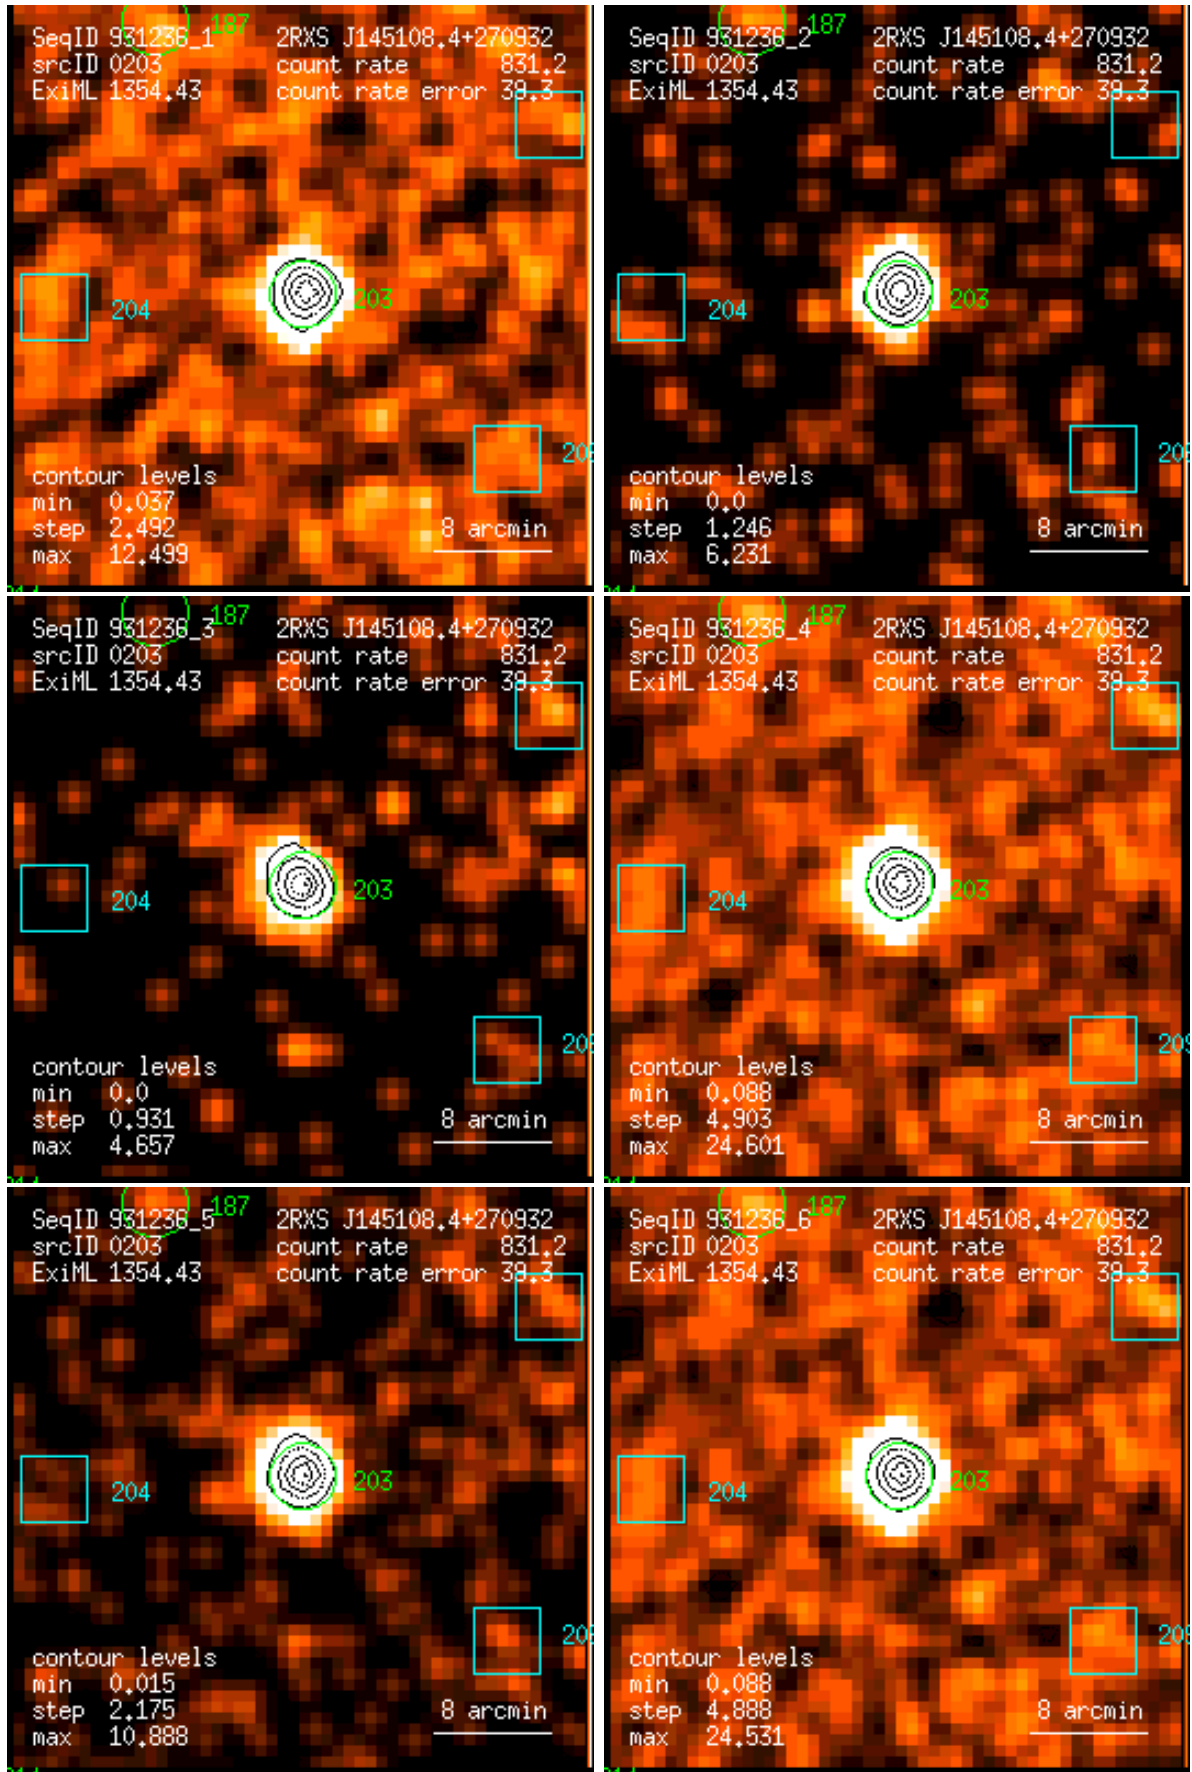 187
SeqID 931236_1 2RXS J145108.4+270932
srcID 0203 count rate 831.2
ExiML 1354.43 count rate error 39.3
203
204
contour levels
min 0.037
step 2.492 8 arcmin
max 12.499
187
SeqID 931236_2 2RXS J145108.4+270932
srcID 0203 count rate 831.2
ExiML 1354.43 count rate error 39.3
203
204
contour levels
min 0.0
step 1.246 8 arcmin
max 6.231
187
SeqID 931236_3 2RXS J145108.4+270932
srcID 0203 count rate 831.2
ExiML 1354.43 count rate error 39.3
203
204
contour levels
min 0.0
step 0.931 8 arcmin
max 4.657
187
SeqID 931236_4 2RXS J145108.4+270932
srcID 0203 count rate 831.2
ExiML 1354.43 count rate error 39.3
203
204
contour levels
min 0.088
step 4.903 8 arcmin
max 24.601
187
SeqID 931236_5 2RXS J145108.4+270932
srcID 0203 count rate 831.2
ExiML 1354.43 count rate error 39.3
203
204
contour levels
min 0.015
step 2.175 8 arcmin
max 10.888
187
SeqID 931236_6 2RXS J145108.4+270932
srcID 0203 count rate 831.2
ExiML 1354.43 count rate error 39.3
203
204
contour levels
min 0.088
step 4.888 8 arcmin
max 24.531